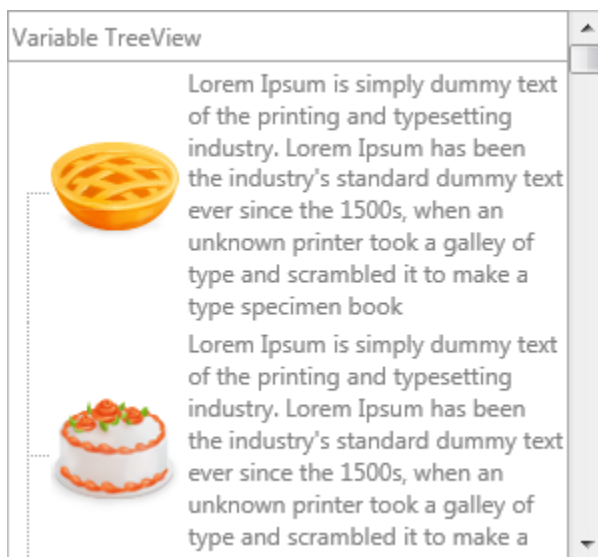 Variable TreeView
Lorem Ipsum is simply dummy text
of the printing and typesetting
industry. Lorem Ipsum has been
the industry's standard dummy text
ever since the 1500s, when an
unknown printer took a galley of
type and scrambled it to make a
type specimen book
Lorem Ipsum is simply dummy text
of the printing and typesetting
industry. Lorem Ipsum has been
the industry's standard dummy text
ever since the 1500s, when an
unknown printer took a galley of
type and scrambled it to make a